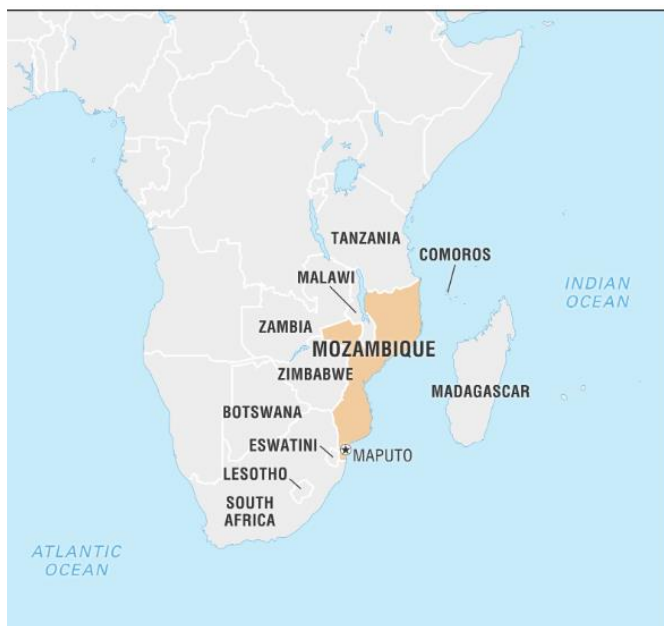 TANZANIA
COMOROS
MALAWI
INDIAN
OCEAN
ZAMBIA
MOZAMBIQUE
ZIMBABWE
MADAGASCAR
BOTSWANA
ESWATINI
MAPUTO
LESOTHO
SOUTH
AFRICA
ATLANTIC
OCEAN